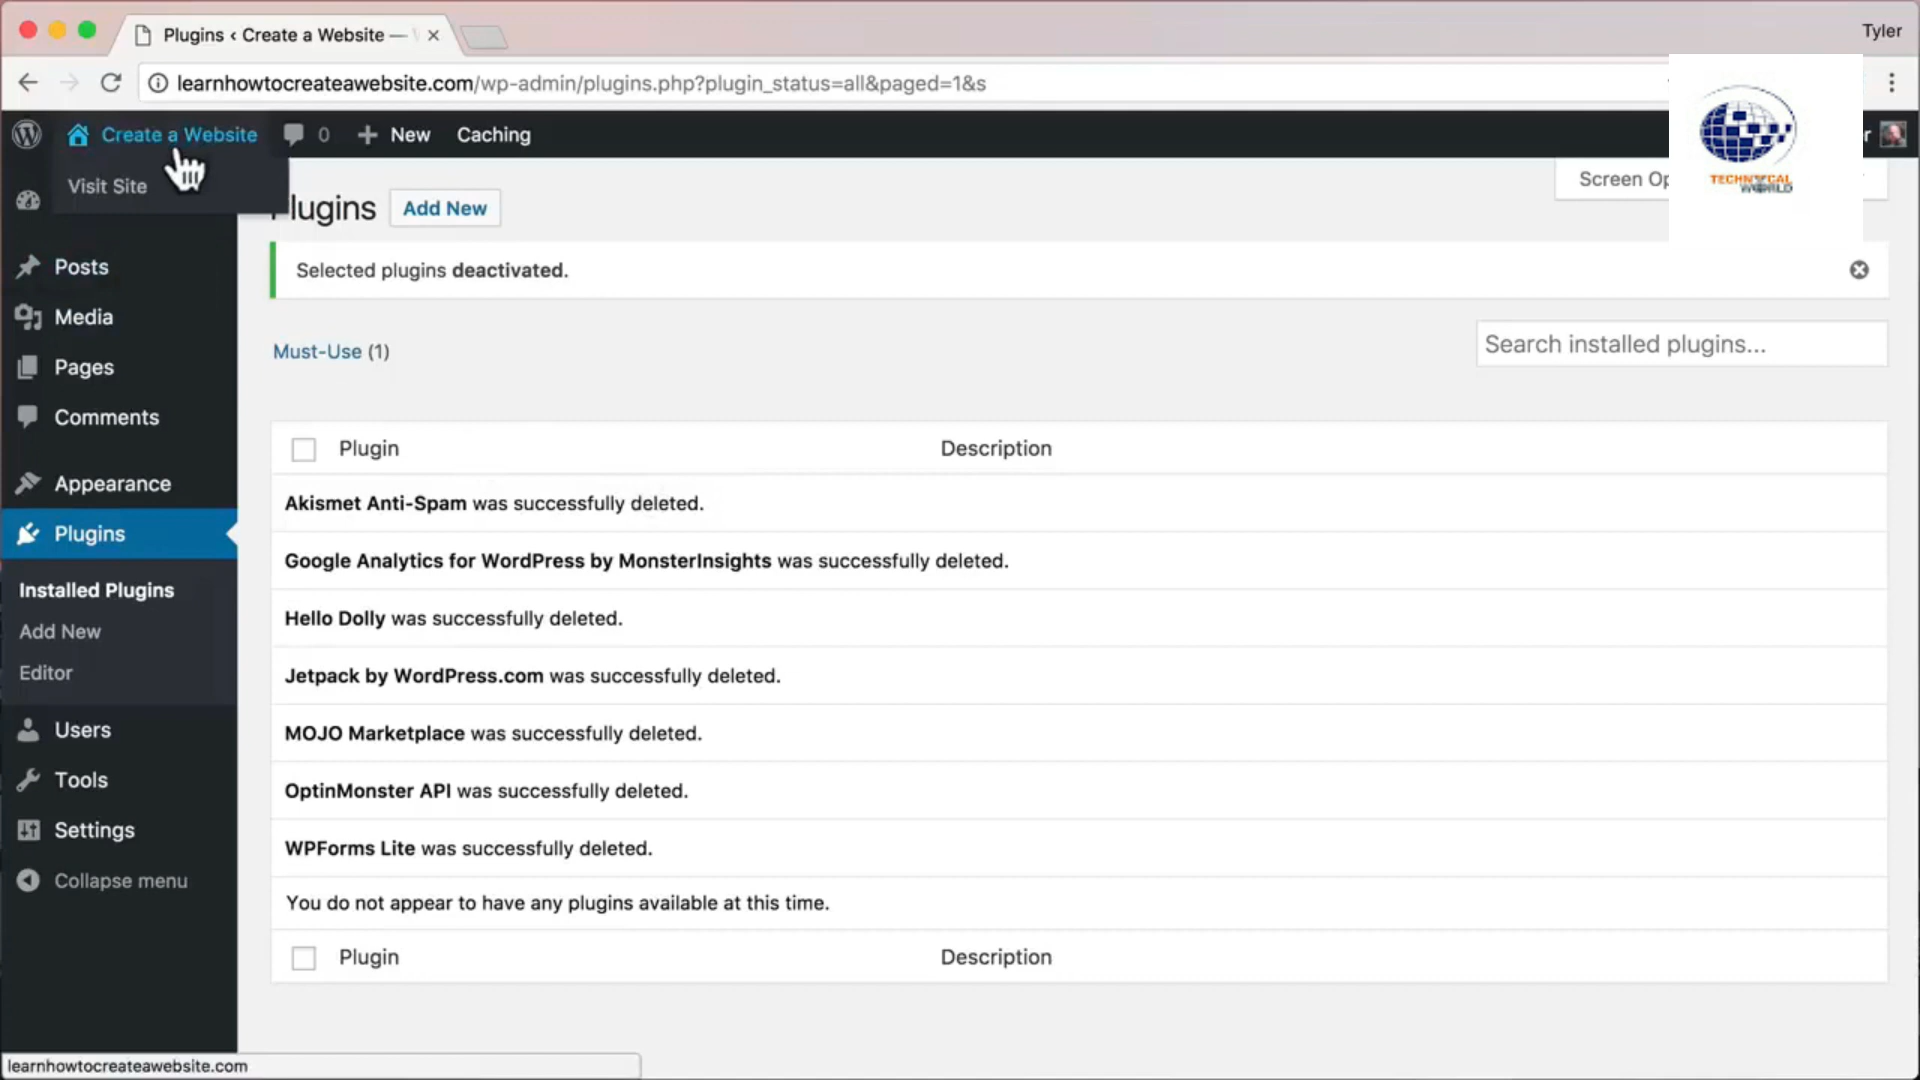 Plugins ‹ Create a Website —
Tyler
learnhowtocreateawebsite.com/wp-admin/plugins.php?plugin_status=all&paged=1&s
Create a Website 0 New Caching
Visit Site
Plugins Add New
Screen Op
TECHNICAL
WORLD
Selected plugins deactivated.
Must-Use (1)
Search installed plugins...
Posts
Media
Pages
Comments
Appearance
Plugins
Installed Plugins
Add New
Editor
Users
Tools
Settings
Collapse menu
Plugin Description
Akismet Anti-Spam was successfully deleted.
Google Analytics for WordPress by MonsterInsights was successfully deleted.
Hello Dolly was successfully deleted.
Jetpack by WordPress.com was successfully deleted.
MOJO Marketplace was successfully deleted.
OptinMonster API was successfully deleted.
WPForms Lite was successfully deleted.
You do not appear to have any plugins available at this time.
Plugin Description
learnhowtocreateawebsite.com